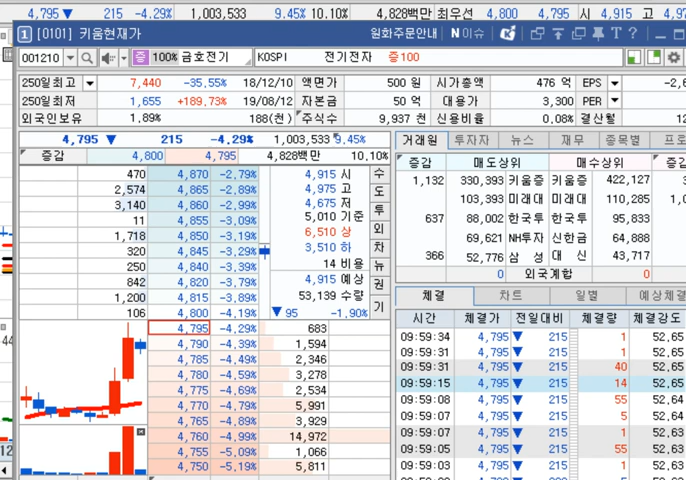 4,795 ▼ 215 -4.29% 1,003,533 9.45% 10.10% 4,828백만 최우선 4,800 4,795 시 4,915 고 4,97
1 [0101] 키움현재가 원화주문안내 N이슈 T ?
001210 증 100% 금호전기 KOSPI 전기전자 증100
250일최고 7,440 -35.55% 18/12/10 액면가 500 원 시가총액 476 억 EPS -2,6
250일최저 1,655 +189.73% 19/08/12 자본금 50 억 대용가 3,300 PER
외국인보유 1.89% 188(천) 주식수 9,937 천 신용비율 0.08% 결산월
4,795 ▼ 215 -4.29% 1,003,533 9.45%
증감 4,800 4,795 4,828백만 10.10%
470 4,870 -2.79% 4,915 시 수
2,574 4,865 -2.89% 4,975 고 도
3,140 4,860 -2.99% 4,675 저 투
11 4,855 -3.09% 5,010 기준
1,718 4,850 -3.19% 6,510 상 외
320 4,845 -3.29% 3,510 하 차
250 4,840 -3.39% 14 비용 뉴
842 4,820 -3.79% 4,915 예상 권
1,200 4,815 -3.89% 53,139 수량
106 4,800 -4.19% ▼ 95 -1.90% 기
4,795 -4.29% 683
4,790 -4.39% 1,594
4,785 -4.49% 2,346
4,780 -4.59% 3,278
4,775 -4.69% 2,534
4,770 -4.79% 5,991
4,765 -4.89% 3,929
4,760 -4.99% 14,972
4,755 -5.09% 1,066
4,750 -5.19% 5,811
거래원 투자자 뉴스 재무 종목별 프로
증감 매도상위 매수상위 증감
1,132 330,393 키움증 키움증 422,127
103,393 미래대 미래대 110,285
637 88,002 한국투 한국투 95,833
69,621 NH투자 신한금 64,888
366 52,776 삼 성 대 신 43,717
0 외국계합 0
체결 차트 일별 예상체결
시간 체결가 전일대비 체결량 체결강도
09:59:34 4,795 ▼ 215 1 52,65
09:59:31 4,795 ▼ 215 1 52,65
09:59:31 4,795 ▼ 215 40 52,65
09:59:15 4,795 ▼ 215 14 52,65
09:59:08 4,795 ▼ 215 55 52,64
09:59:07 4,795 ▼ 215 5 52,64
09:59:07 4,795 ▼ 215 1 52,63
09:59:05 4,795 ▼ 215 55 52,63
09:59:03 4,795 ▼ 215 1 52,63